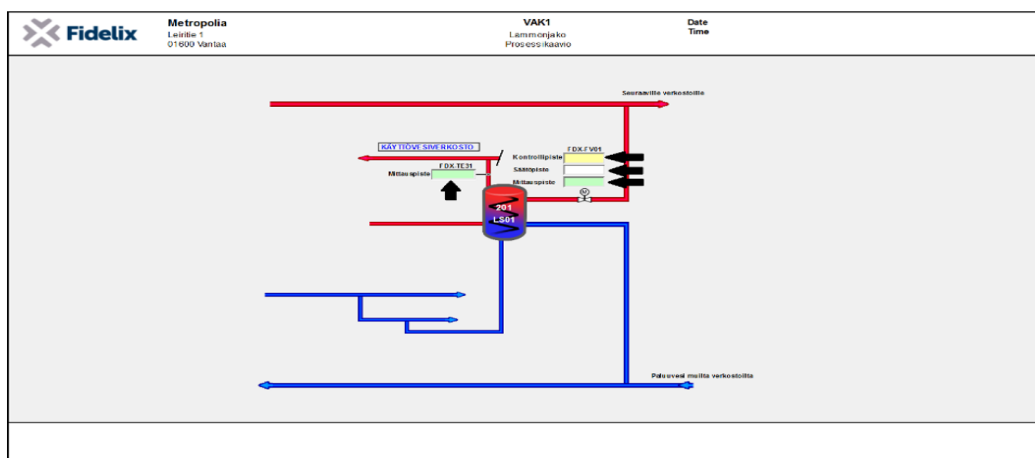 Fidelix
Metropolia
Leiritie 1
01600 Vantaa
VAK1
Lammonjako
Prosessikaavio
Date
Time
Seuraaville verkostoille
KÄYTTÖVESIVERKOSTO
FDX-TE31
Mittauspiste
FDX-FV01
Kontrollipiste
Säätöpiste
Mittauspiste
M
201
LS01
Paluuvesi muilta verkostoilta